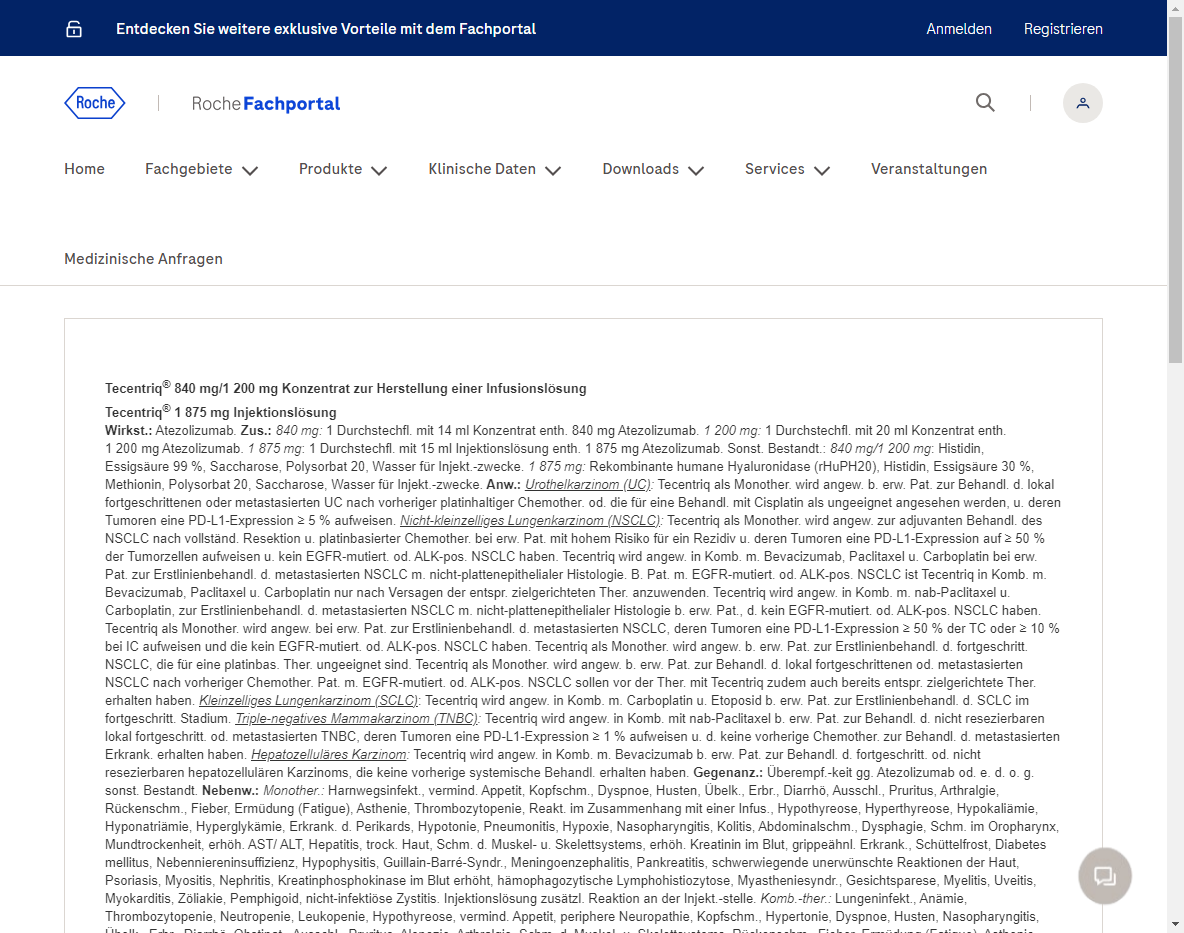 Entdecken Sie weitere exklusive Vorteile mit dem Fachportal
Anmelden
Registrieren
Roche
Roche Fachportal
Home
Fachgebiete
Produkte
Klinische Daten
Downloads
Services
Veranstaltungen
Medizinische Anfragen
Tecentriq® 840 mg/1 200 mg Konzentrat zur Herstellung einer Infusionslösung
Tecentriq® 1 875 mg Injektionslösung
Wirkst.: Atezolizumab. Zus.: 840 mg: 1 Durchstechfl. mit 14 ml Konzentrat enth. 840 mg Atezolizumab. 1 200 mg: 1 Durchstechfl. mit 20 ml Konzentrat enth.
1 200 mg Atezolizumab. 1 875 mg: 1 Durchstechfl. mit 15 ml Injektionslösung enth. 1 875 mg Atezolizumab. Sonst. Bestandt.: 840 mg/1 200 mg: Histidin,
Essigsäure 99 %, Saccharose, Polysorbat 20, Wasser für Injekt.-zwecke. 1 875 mg: Rekombinante humane Hyaluronidase (rHuPH20), Histidin, Essigsäure 30 %,
Methionin, Polysorbat 20, Saccharose, Wasser für Injekt.-zwecke. Anw.: Urothelkarzinom (UC): Tecentriq als Monother. wird angew. b. erw. Pat. zur Behandl. d. lokal
fortgeschrittenen oder metastasierten UC nach vorheriger platinhaltiger Chemother. od. die für eine Behandl. mit Cisplatin als ungeeignet angesehen werden, u. deren
Tumoren eine PD-L1-Expression ≥ 5 % aufweisen. Nicht-kleinzelliges Lungenkarzinom (NSCLC): Tecentriq als Monother. wird angew. zur adjuvanten Behandl. des
NSCLC nach vollständ. Resektion u. platinbasierter Chemother. bei erw. Pat. mit hohem Risiko für ein Rezidiv u. deren Tumoren eine PD-L1-Expression auf ≥ 50 %
der Tumorzellen aufweisen u. kein EGFR-mutiert. od. ALK-pos. NSCLC haben. Tecentriq wird angew. in Komb. m. Bevacizumab, Paclitaxel u. Carboplatin bei erw.
Pat. zur Erstlinienbehandl. d. metastasierten NSCLC m. nicht-plattenepithelialer Histologie. B. Pat. m. EGFR-mutiert. od. ALK-pos. NSCLC ist Tecentriq in Komb. m.
Bevacizumab, Paclitaxel u. Carboplatin nur nach Versagen der entspr. zielgerichteten Ther. anzuwenden. Tecentriq wird angew. in Komb. m. nab-Paclitaxel u.
Carboplatin, zur Erstlinienbehandl. d. metastasierten NSCLC m. nicht-plattenepithelialer Histologie b. erw. Pat., d. kein EGFR-mutiert. od. ALK-pos. NSCLC haben.
Tecentriq als Monother. wird angew. bei erw. Pat. zur Erstlinienbehandl. d. metastasierten NSCLC, deren Tumoren eine PD-L1-Expression ≥ 50 % der TC oder ≥ 10 %
bei IC aufweisen und die kein EGFR-mutiert. od. ALK-pos. NSCLC haben. Tecentriq als Monother. wird angew. b. erw. Pat. zur Erstlinienbehandl. d. fortgeschritt.
NSCLC, die für eine platinbas. Ther. ungeeignet sind. Tecentriq als Monother. wird angew. b. erw. Pat. zur Behandl. d. lokal fortgeschrittenen od. metastasierten
NSCLC nach vorheriger Chemother. Pat. m. EGFR-mutiert. od. ALK-pos. NSCLC sollen vor der Ther. mit Tecentriq zudem auch bereits entspr. zielgerichtete Ther.
erhalten haben. Kleinzelliges Lungenkarzinom (SCLC): Tecentriq wird angew. in Komb. m. Carboplatin u. Etoposid b. erw. Pat. zur Erstlinienbehandl. d. SCLC im
fortgeschritt. Stadium. Triple-negatives Mammakarzinom (TNBC): Tecentriq wird angew. in Komb. mit nab-Paclitaxel b. erw. Pat. zur Behandl. d. nicht resezierbaren
lokal fortgeschritt. od. metastasierten TNBC, deren Tumoren eine PD-L1-Expression ≥ 1 % aufweisen u. d. keine vorherige Chemother. zur Behandl. d. metastasierten
Erkrank. erhalten haben. Hepatozelluläres Karzinom: Tecentriq wird angew. in Komb. m. Bevacizumab b. erw. Pat. zur Behandl. d. fortgeschritt. od. nicht
resezierbaren hepatozellulären Karzinoms, die keine vorherige systemische Behandl. erhalten haben. Gegenanz.: Überempf.-keit gg. Atezolizumab od. e. d. o. g.
sonst. Bestandt. Nebenw.: Monother.: Harnwegsinfekt., vermind. Appetit, Kopfschm., Dyspnoe, Husten, Übelk., Erbr., Diarrhö, Ausschl., Pruritus, Arthralgie,
Rückenschm., Fieber, Ermüdung (Fatigue), Asthenie, Thrombozytopenie, Reakt. im Zusammenhang mit einer Infus., Hypothyreose, Hyperthyreose, Hypokaliämie,
Hyponatriämie, Hyperglykämie, Erkrank. d. Perikards, Hypotonie, Pneumonitis, Hypoxie, Nasopharyngitis, Kolitis, Abdominalschm., Dysphagie, Schm. im Oropharynx,
Mundtrockenheit, erhöh. AST/ ALT, Hepatitis, trock. Haut, Schm. d. Muskel- u. Skelettsystems, erhöh. Kreatinin im Blut, grippeähnl. Erkrank., Schüttelfrost, Diabetes
mellitus, Nebenniereninsuffizienz, Hypophysitis, Guillain-Barré-Syndr., Meningoenzephalitis, Pankreatitis, schwerwiegende unerwünschte Reaktionen der Haut,
Psoriasis, Myositis, Nephritis, Kreatinphosphokinase im Blut erhöht, hämophagozytische Lymphohistiozytose, Myastheniesyndr., Gesichtsparese, Myelitis, Uveitis,
Myokarditis, Zöliakie, Pemphigoid, nicht-infektiöse Zystitis. Injektionslösung zusätzl. Reaktion an der Injekt.-stelle. Komb.-ther.: Lungeninfekt., Anämie,
Thrombozytopenie, Neutropenie, Leukopenie, Hypothyreose, vermind. Appetit, periphere Neuropathie, Kopfschm., Hypertonie, Dyspnoe, Husten, Nasopharyngitis,
Übelk., Erbr., Diarrhö, Obstipat., Ausschl., Pruritus, Alopezie, Arthralgie, Schm. d. Muskel- u. Skelettsystems, Rückenschm., Fieber, Ermüdung (Fatigue), Asthenie,